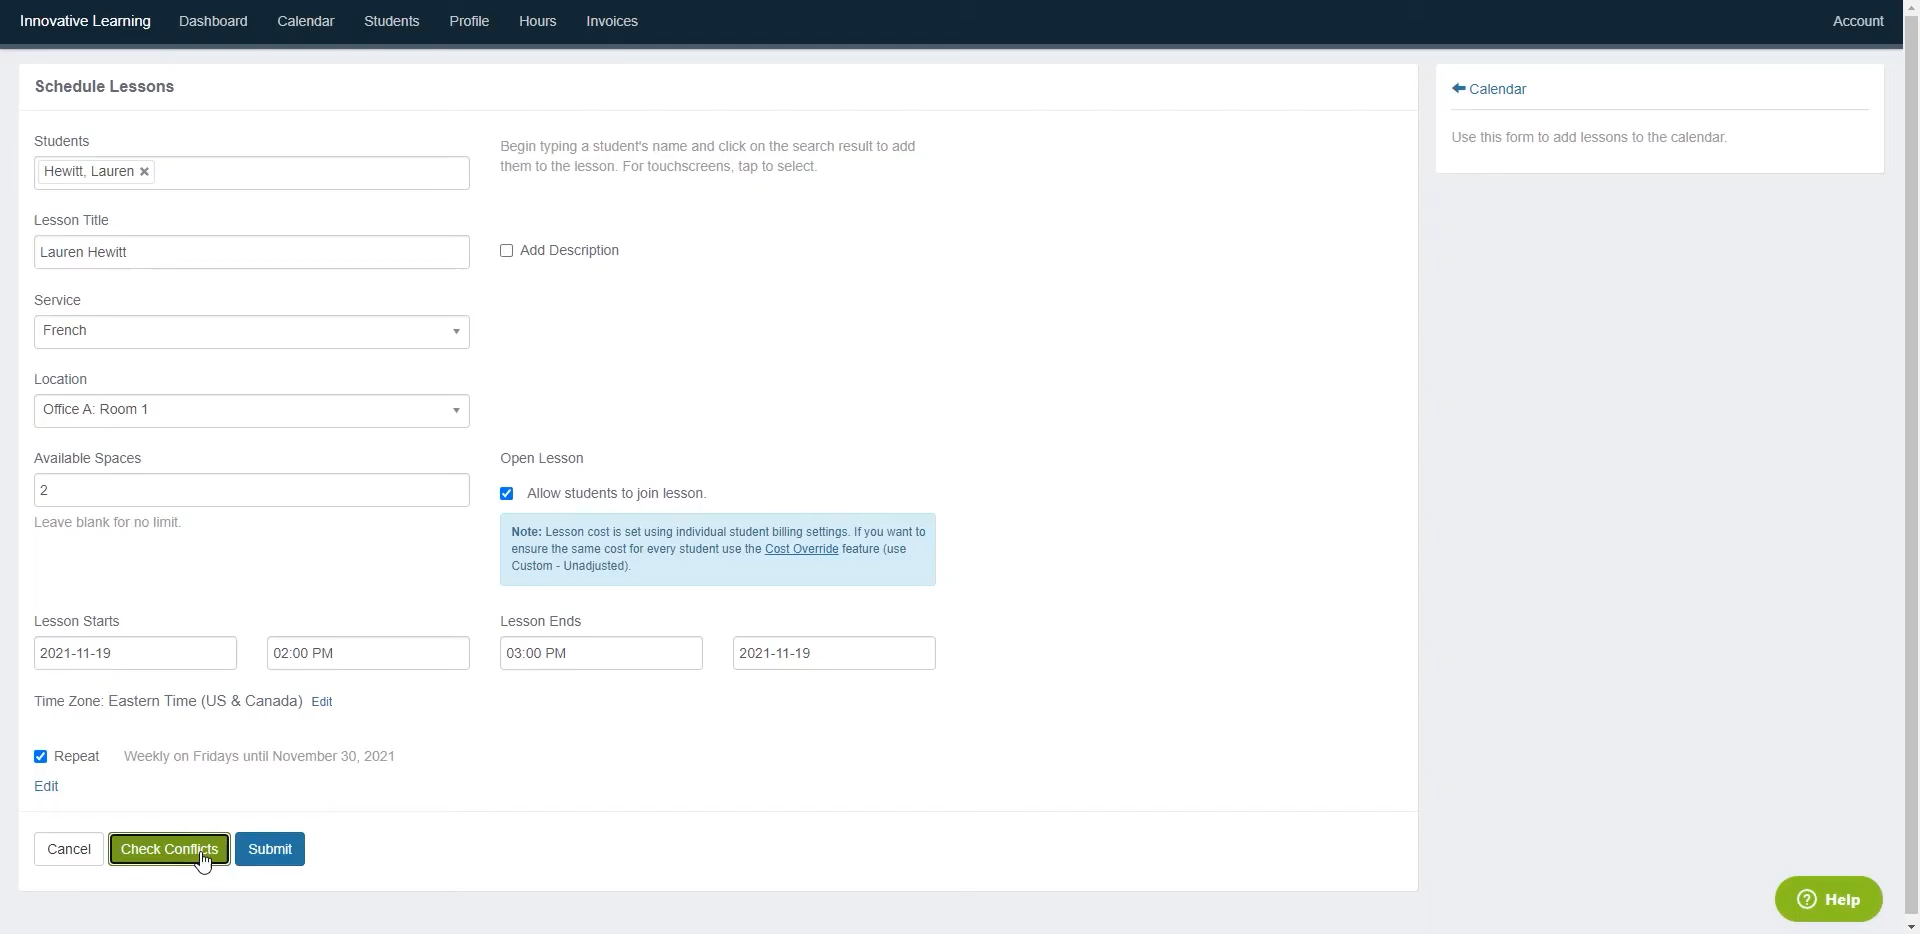 Innovative Learning Dashboard Calendar Students Profile Hours Invoices Account
Schedule Lessons
Calendar
Use this form to add lessons to the calendar.
Students
Hewitt, Lauren
Begin typing a student's name and click on the search result to add
them to the lesson. For touchscreens, tap to select.
Lesson Title
Lauren Hewitt
Add Description
Service
French
Location
Office A: Room 1
Available Spaces
2
Leave blank for no limit.
Open Lesson
Allow students to join lesson.
Note: Lesson cost is set using individual student billing settings. If you want to
ensure the same cost for every student use the Cost Override feature (use
Custom - Unadjusted).
Lesson Starts
2021-11-19 02:00 PM
Lesson Ends
03:00 PM 2021-11-19
Time Zone: Eastern Time (US & Canada) Edit
Repeat Weekly on Fridays until November 30, 2021
Edit
Cancel Check Conflicts Submit
Help